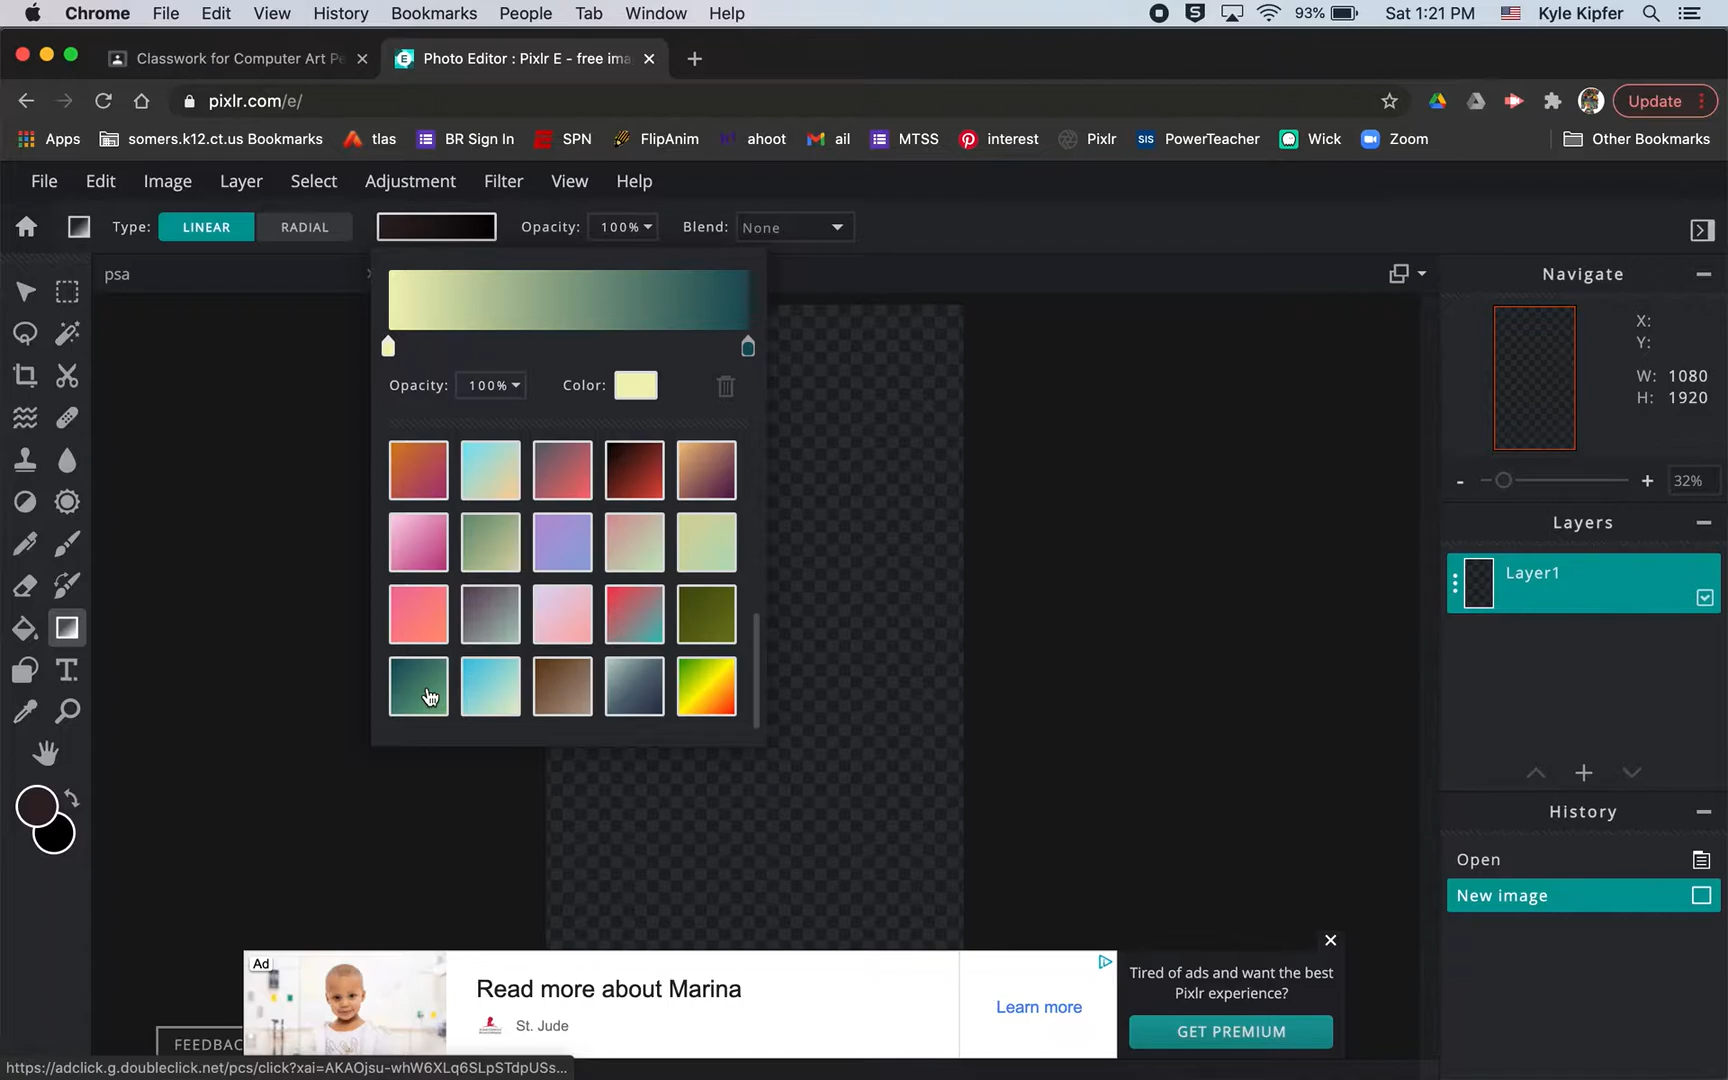 Chrome File Edit View History Bookmarks People Tab Window Help 93% Sat 1:21 PM Kyle Kipfer
Classwork for Computer Art Pe Photo Editor : Pixlr E - free ima
pixlr.com/e/ Update
Apps somers.k12.ct.us Bookmarks tlas BR Sign In SPN FlipAnim ahoot ail MTSS interest Pixlr SIS PowerTeacher Wick Zoom Other Bookmarks
File Edit Image Layer Select Adjustment Filter View Help
Type: LINEAR RADIAL Opacity: 100% Blend: None
psa
Navigate
X:
Y:
W: 1080
H: 1920
Opacity: 100% Color:
- + 32%
Layers
Layer1
History
Open
New image
Ad
Read more about Marina
St. Jude
Learn more
Tired of ads and want the best
Pixlr experience?
GET PREMIUM
FEEDBAC
https://adclick.g.doubleclick.net/pcs/click?xai=AKAOjsu-whW6XLq6SLpSTdpUSs...